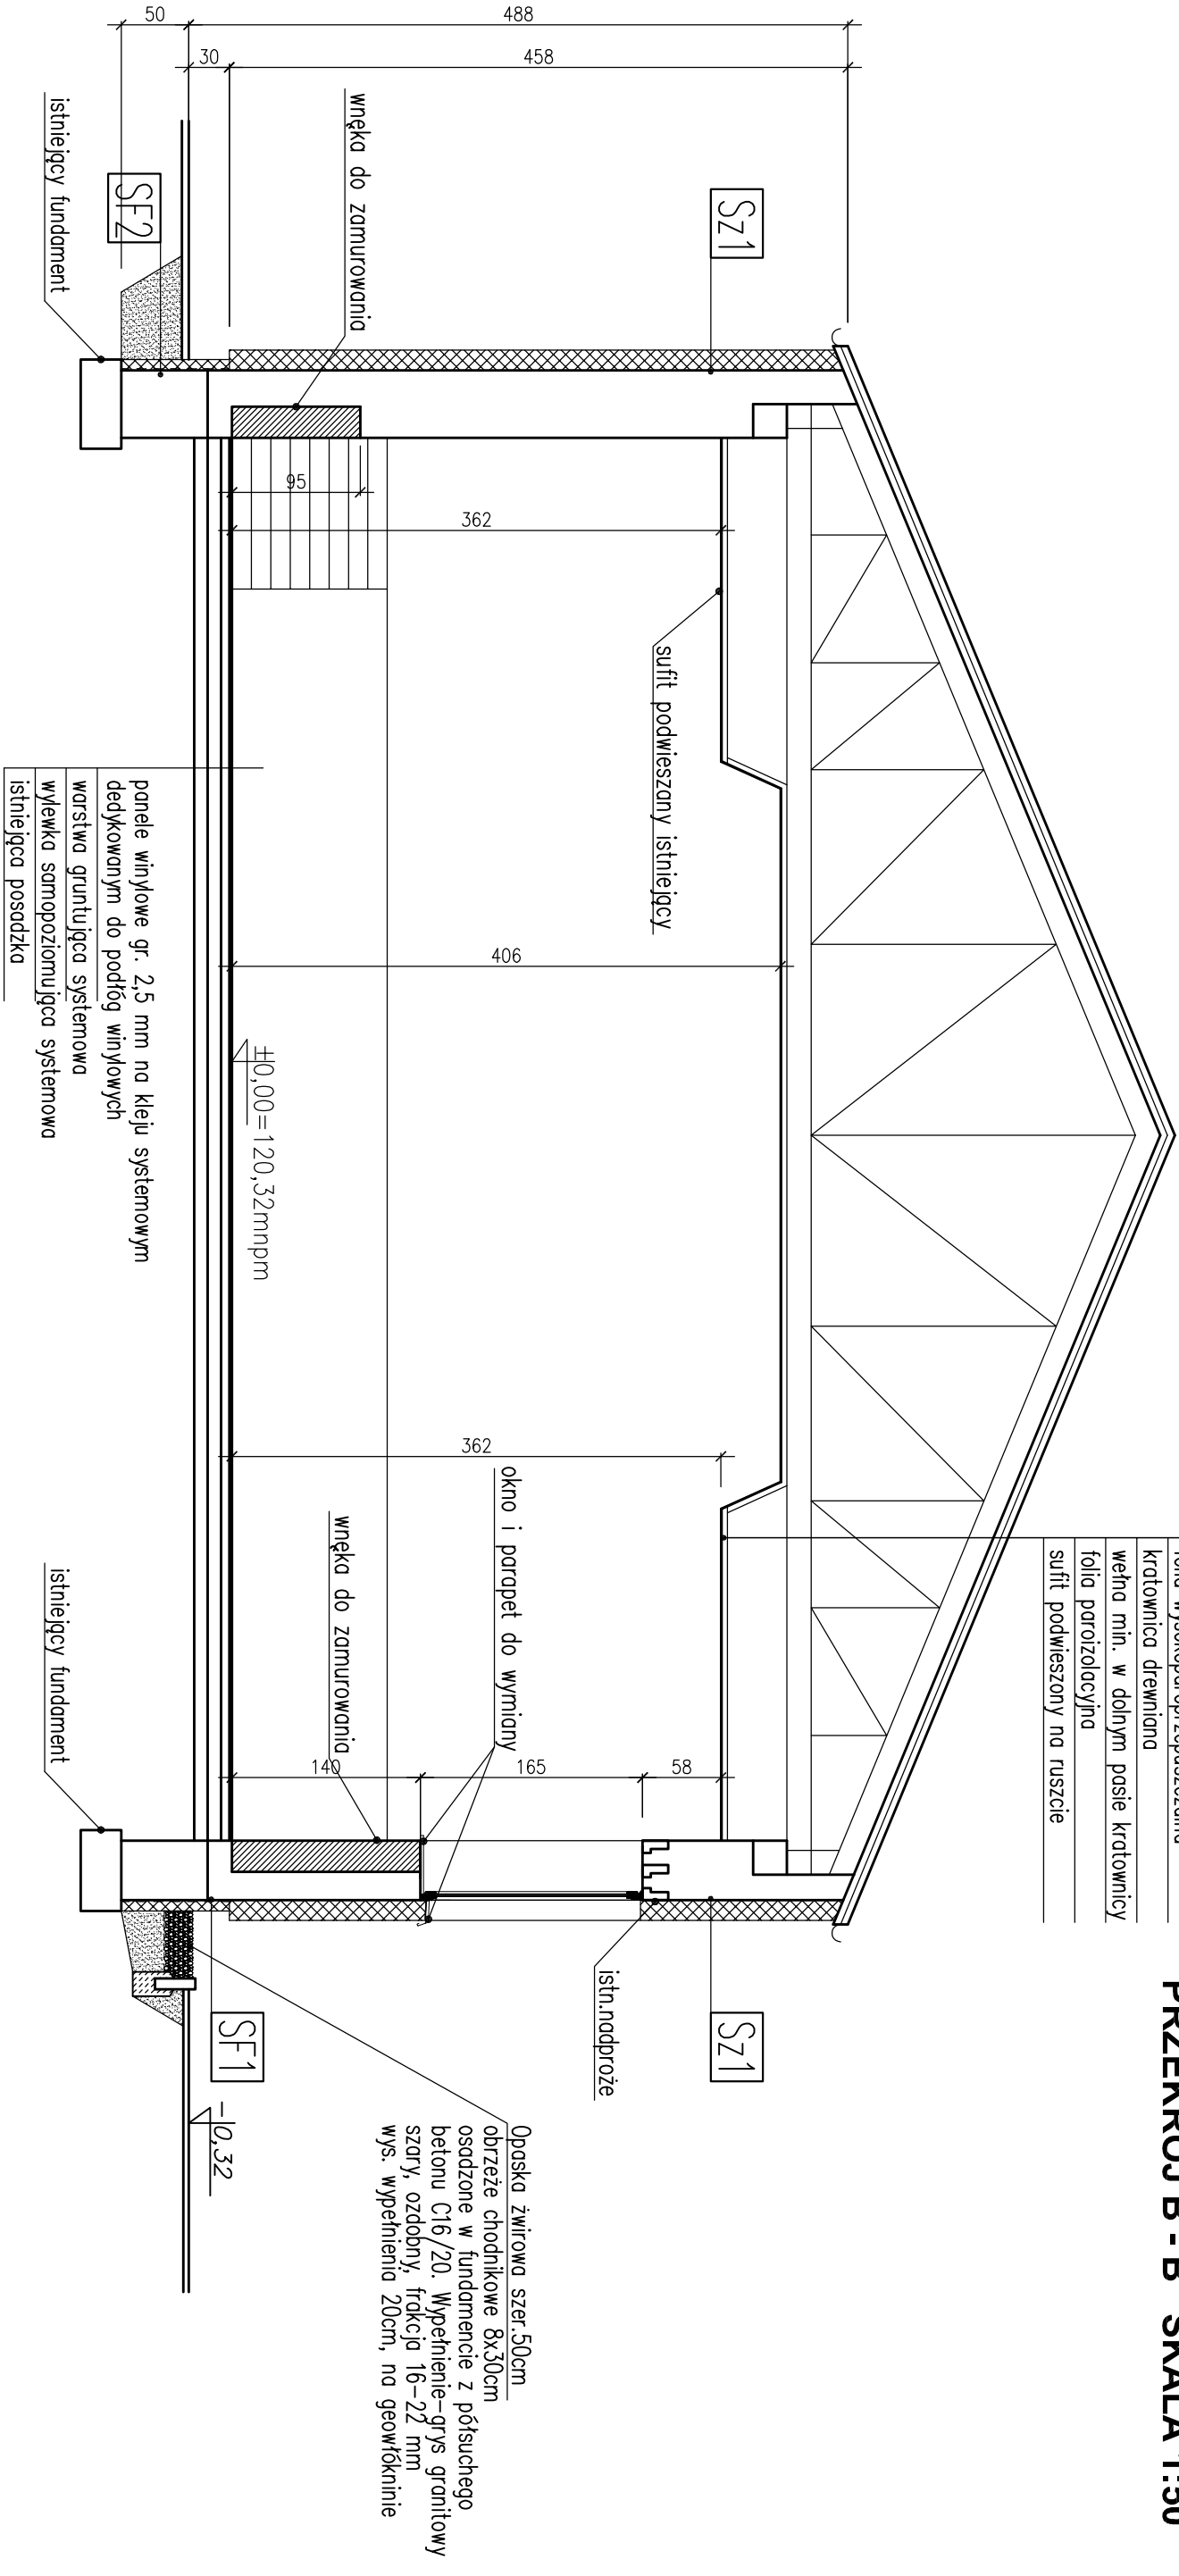 PRZEKRÓJ B - B SKALA 1:50
kratownica drewniana
wełna min. w dolnym pasie kratownicy
folia paroizolacyjna
sufit podwieszony na ruszcie
Sz1
Sz1
488
458
50
30
sufit podwieszany istniejący
istn.nadproże
wnęka do zamurowania
okno i parapet do wymiany
wnęka do zamurowania
95
362
406
362
140
165
58
±0,00=120,32mnpm
Opaska żwirowa szer.50cm
obrzeże chodnikowe 8x30cm
osadzone w fundamencie z półsuchego
betonu C16/20. Wypełnienie-grys granitowy
szary, ozdobny, frakcja 16-22 mm
wys. wypełnienia 20cm, na geowłókninie
SF1
-0,32
SF2
istniejący fundament
istniejący fundament
panele winylowe gr. 2,5 mm na kleju systemowym
dedykowanym do podłóg winylowych
warstwa gruntująca systemowa
wylewka samopoziomująca systemowa
istniejąca posadzka